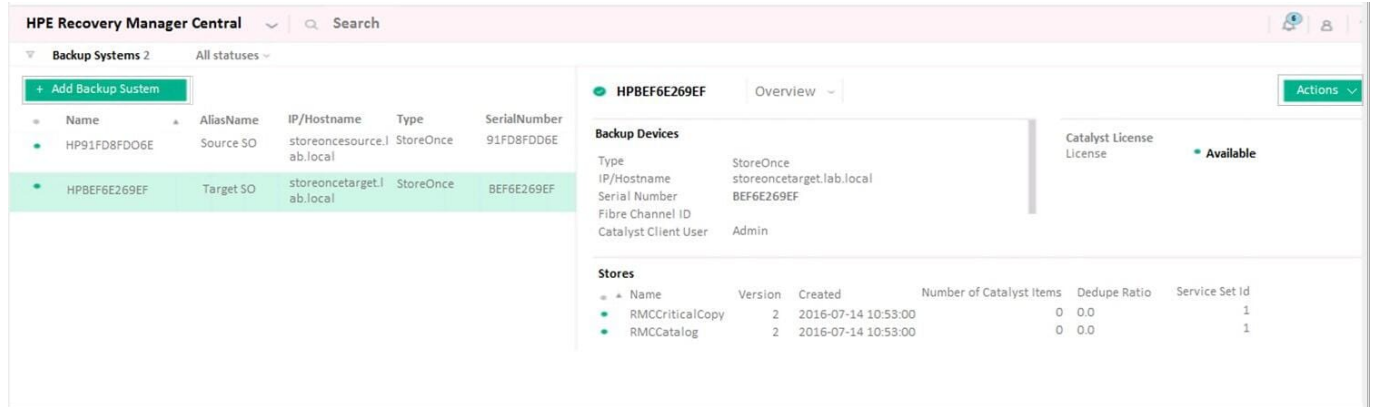 HPE Recovery Manager Central Search 6
Backup Systems 2 All statuses
+ Add Backup Sustem
Name AliasName IP/Hostname Type SerialNumber
HP91FD8FDO6E Source SO storeoncesource.l StoreOnce 91FD8FDD6E
ab.local
HPBEF6E269EF Target SO storeoncetarget.l StoreOnce BEF6E269EF
ab.local
HPBEF6E269EF Overview Actions
Backup Devices
Type StoreOnce
IP/Hostname storeoncetarget.lab.local
Serial Number BEF6E269EF
Fibre Channel ID
Catalyst Client User Admin
Catalyst License
License Available
Stores
Name Version Created Number of Catalyst Items Dedupe Ratio Service Set Id
RMCCriticalCopy 2 2016-07-14 10:53:00 0 0.0 1
RMCCatalog 2 2016-07-14 10:53:00 0 0.0 1